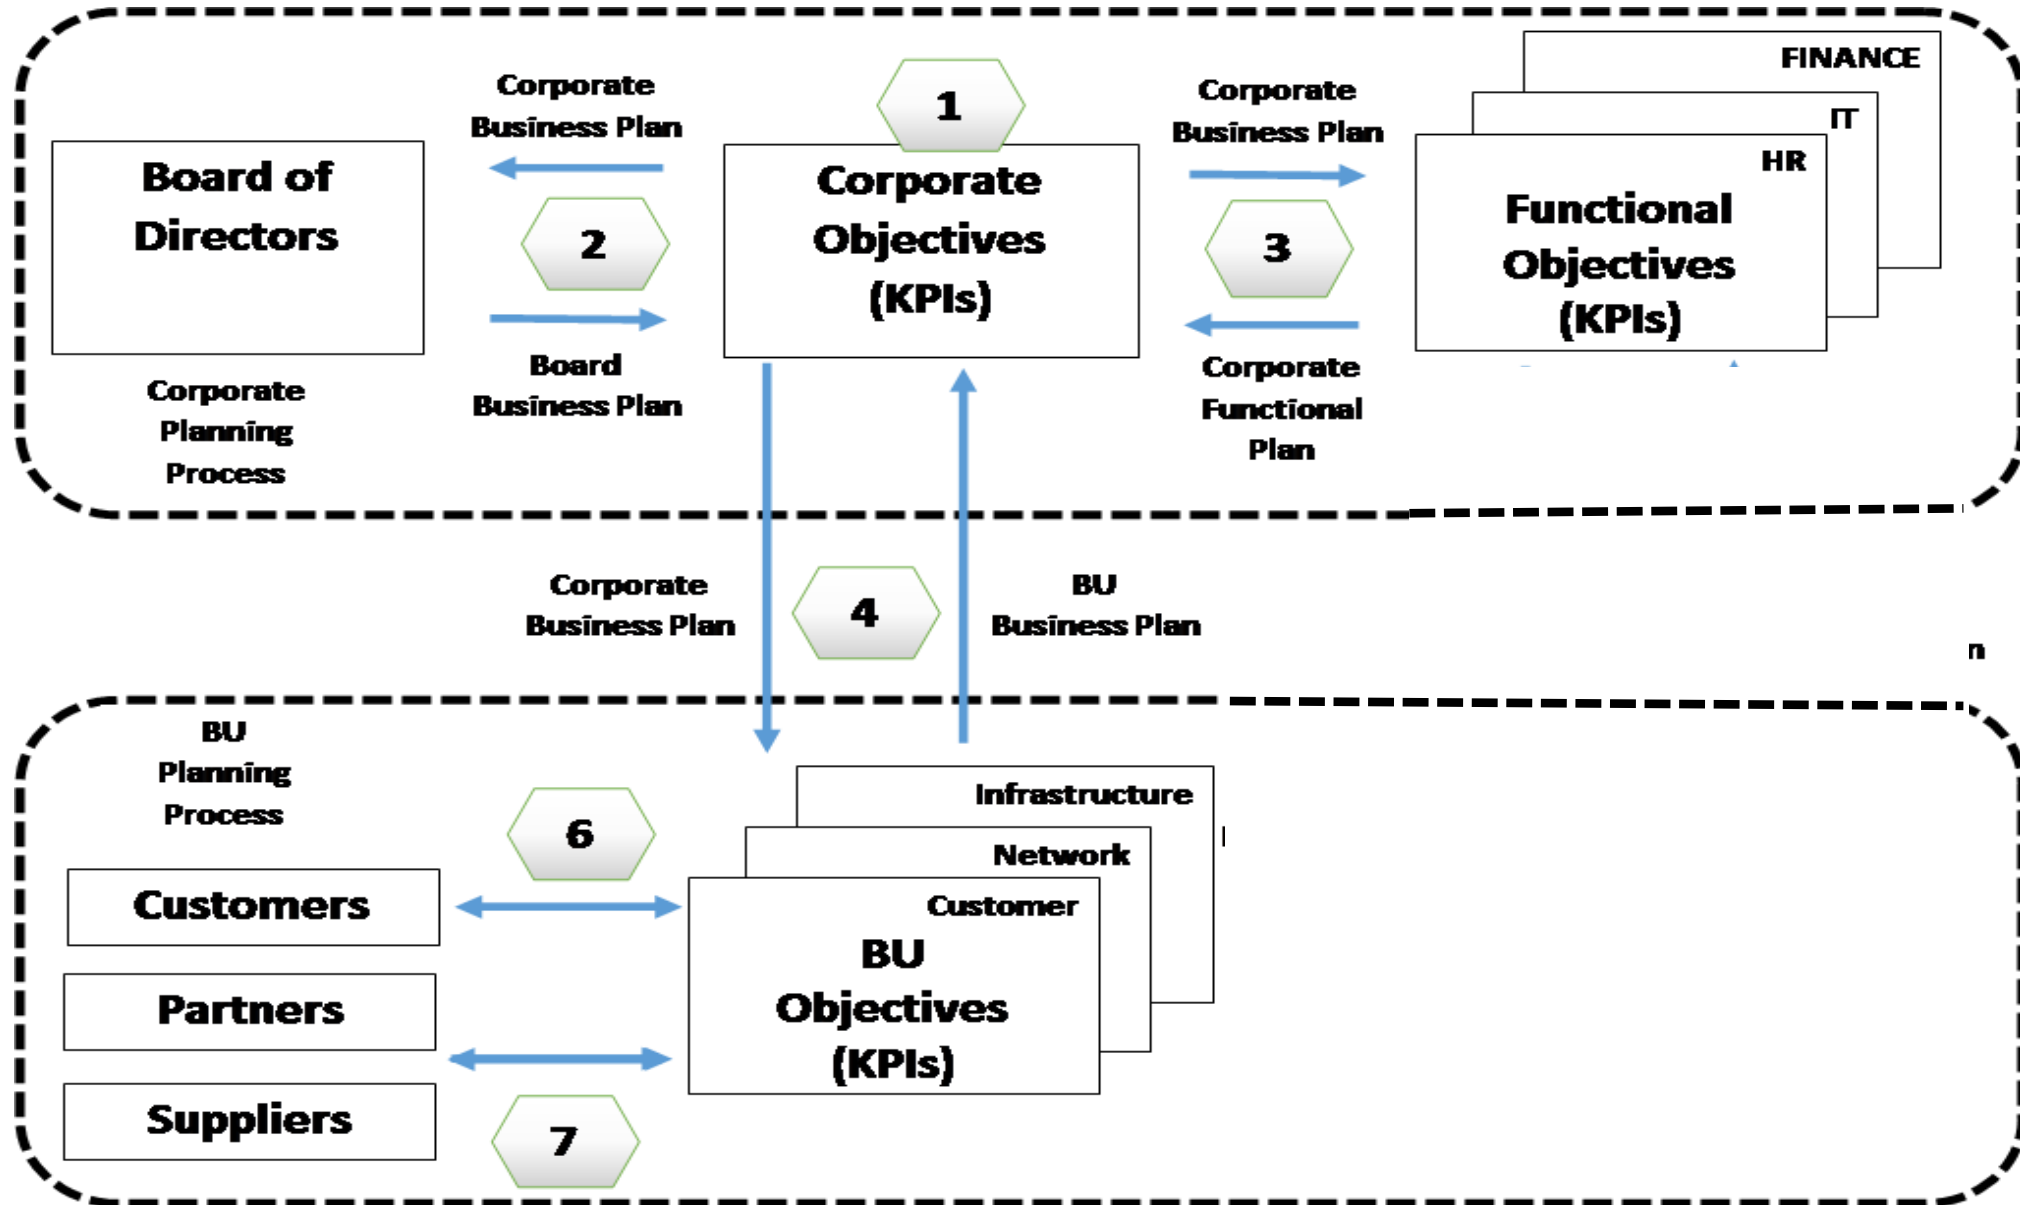 FINANCE
IT
HR
Corporate
Business Plan
1
Corporate
Business Plan
Board of
Directors
Corporate
Objectives
(KPIs)
Functional
Objectives
(KPIs)
2
3
Board
Business Plan
Corporate
Functional
Plan
Corporate
Planning
Process
Corporate
Business Plan
4
BU
Business Plan
n
BU
Planning
Process
Infrastructure
Network
Customer
6
Customers
BU
Objectives
(KPIs)
Partners
Suppliers
7